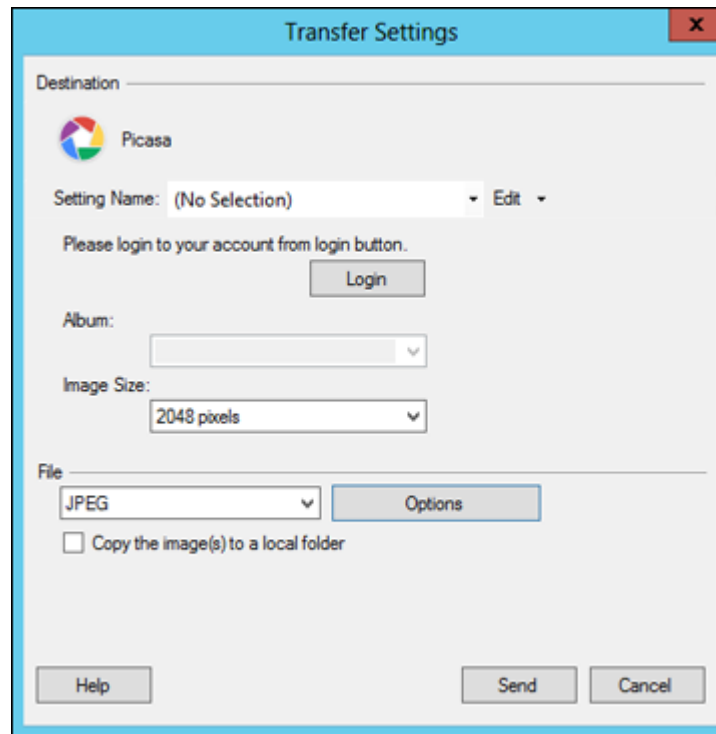 Transfer Settings
x
Destination
Picasa
Setting Name: (No Selection) Edit
Please login to your account from login button.
Login
Album:
Image Size:
2048 pixels
File
JPEG Options
Copy the image(s) to a local folder
Help Send Cancel